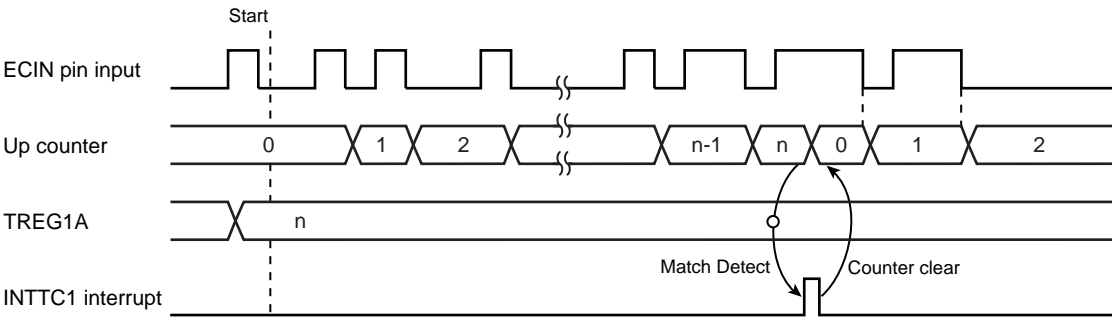 Start
ECIN pin input
Up counter 0 1 2 n-1 n 0 1 2
TREG1A n
Match Detect Counter clear
INTTC1 interrupt